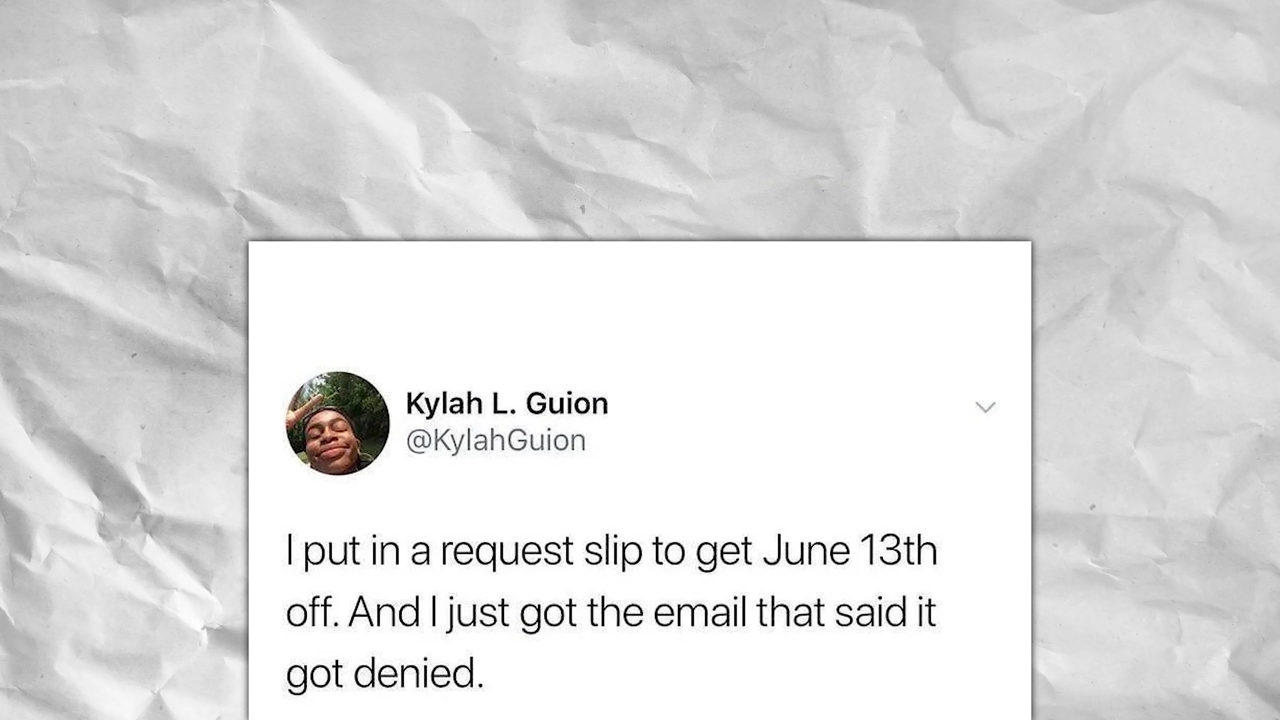 Kylah L. Guion
@KylahGuion
I put in a request slip to get June 13th
off. And I just got the email that said it
got denied.